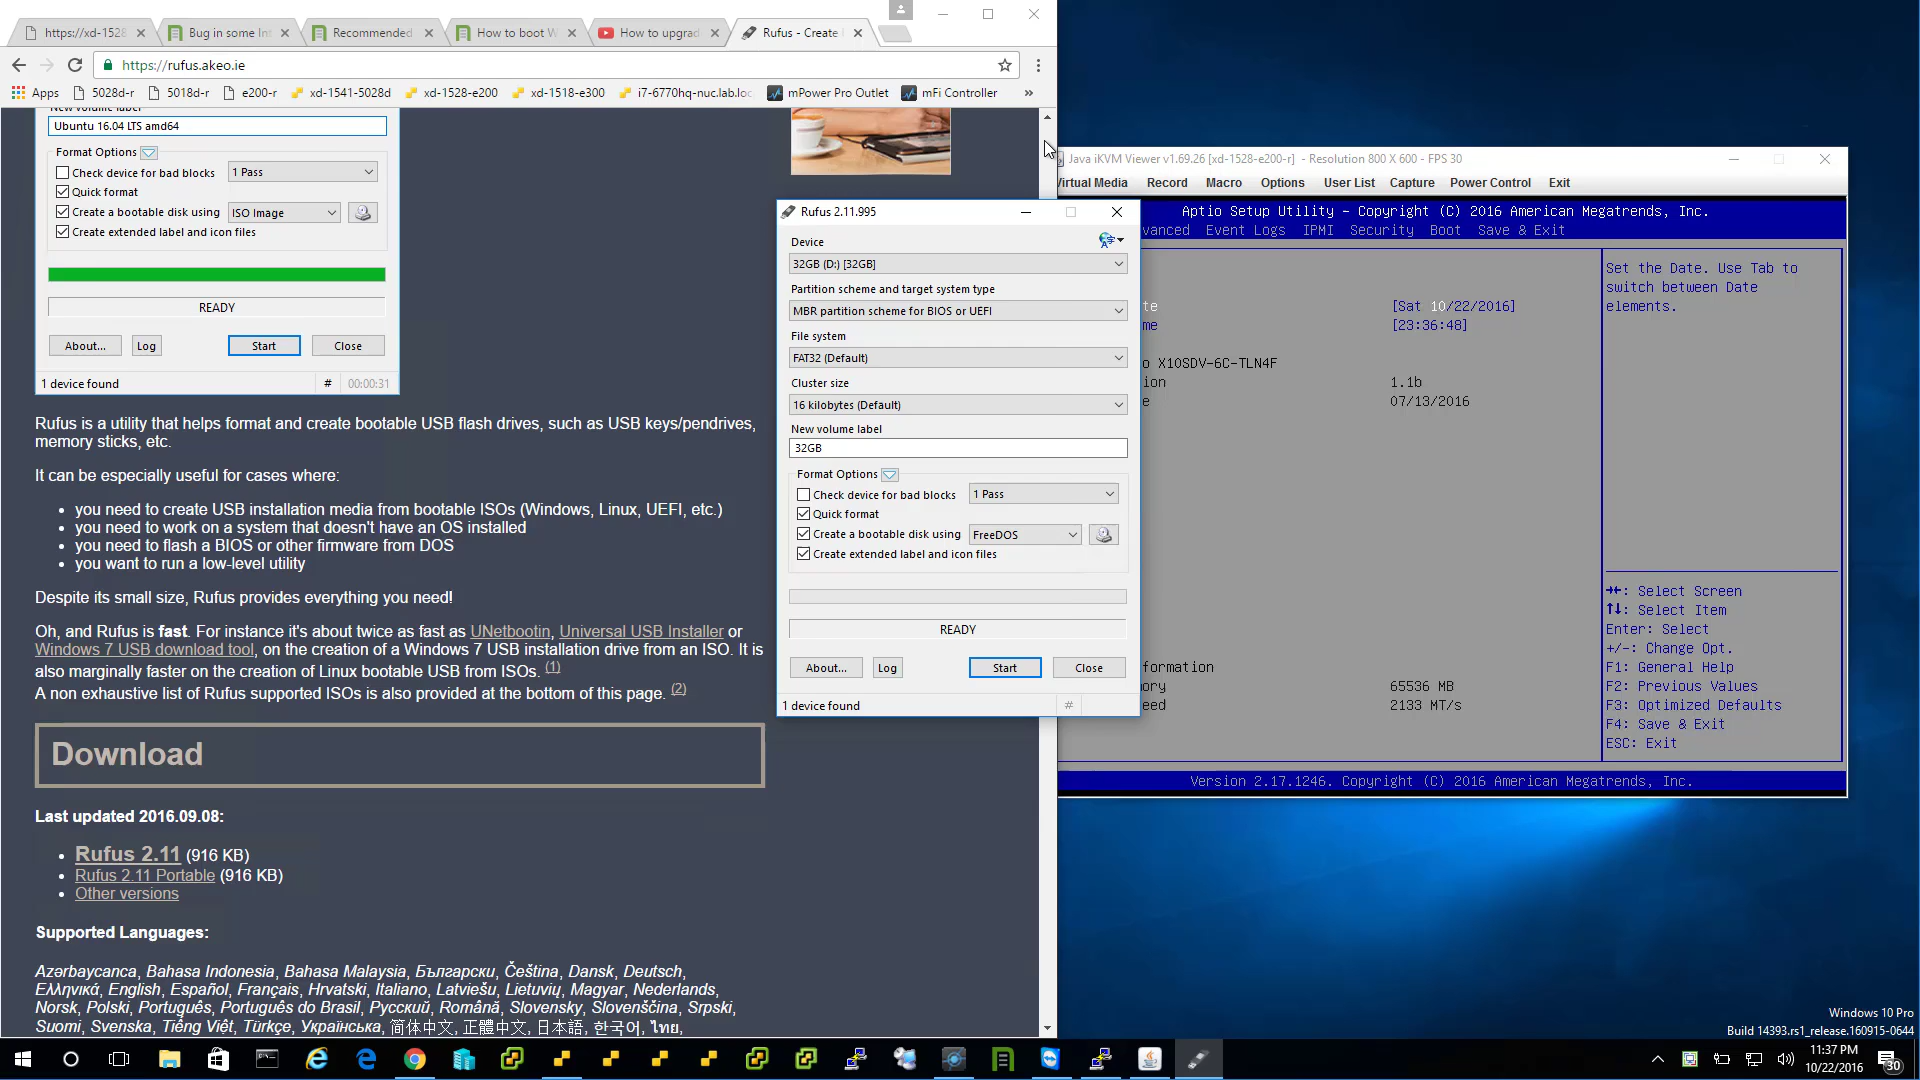 https://xd-1528
Bug in some Int
Recommended
How to boot W
How to upgrad
Rufus - Create
https://rufus.akeo.ie
Apps
5028d-r
5018d-r
e200-r
xd-1541-5028d
xd-1528-e200
xd-1518-e300
i7-6770hq-nuc.lab.loc
mPower Pro Outlet
mFi Controller
»
New volume label
Ubuntu 16.04 LTS amd64
Format Options
Check device for bad blocks
1 Pass
Quick format
Create a bootable disk using
ISO Image
Create extended label and icon files
READY
About...
Log
Start
Close
1 device found
#
00:00:31
Rufus is a utility that helps format and create bootable USB flash drives, such as USB keys/pendrives,
memory sticks, etc.
It can be especially useful for cases where:
• you need to create USB installation media from bootable ISOs (Windows, Linux, UEFI, etc.)
• you need to work on a system that doesn't have an OS installed
• you need to flash a BIOS or other firmware from DOS
• you want to run a low-level utility
Despite its small size, Rufus provides everything you need!
Oh, and Rufus is fast. For instance it's about twice as fast as UNetbootin, Universal USB Installer or
Windows 7 USB download tool, on the creation of a Windows 7 USB installation drive from an ISO. It is
also marginally faster on the creation of Linux bootable USB from ISOs. (1)
A non exhaustive list of Rufus supported ISOs is also provided at the bottom of this page. (2)
Download
Last updated 2016.09.08:
• Rufus 2.11 (916 KB)
• Rufus 2.11 Portable (916 KB)
• Other versions
Supported Languages:
Azərbaycanca, Bahasa Indonesia, Bahasa Malaysia, Български, Čeština, Dansk, Deutsch,
Ελληνικά, English, Español, Français, Hrvatski, Italiano, Latviešu, Lietuvių, Magyar, Nederlands,
Norsk, Polski, Português, Português do Brasil, Русский, Română, Slovensky, Slovenščina, Srpski,
Suomi, Svenska, Tiếng Việt, Türkçe, Українська, 简体中文, 正體中文, 日本語, 한국어, ไทย,
Rufus 2.11.995
Device
32GB (D:) [32GB]
Partition scheme and target system type
MBR partition scheme for BIOS or UEFI
File system
FAT32 (Default)
Cluster size
16 kilobytes (Default)
New volume label
32GB
Format Options
Check device for bad blocks
1 Pass
Quick format
Create a bootable disk using
FreeDOS
Create extended label and icon files
READY
About...
Log
Start
Close
1 device found
#
Java iKVM Viewer v1.69.26 [xd-1528-e200-r] - Resolution 800 X 600 - FPS 30
Virtual Media Record Macro Options User List Capture Power Control Exit
Aptio Setup Utility - Copyright (C) 2016 American Megatrends, Inc.
vanced Event Logs IPMI Security Boot Save & Exit
te [Sat 10/22/2016]
me [23:36:48]
o X10SDV-6C-TLN4F
ion 1.1b
e 07/13/2016
formation
ory 65536 MB
eed 2133 MT/s
Set the Date. Use Tab to
switch between Date
elements.
→←: Select Screen
↑↓: Select Item
Enter: Select
+/-: Change Opt.
F1: General Help
F2: Previous Values
F3: Optimized Defaults
F4: Save & Exit
ESC: Exit
Version 2.17.1246. Copyright (C) 2016 American Megatrends, Inc.
Windows 10 Pro
Build 14393.rs1_release.160915-0644
11:37 PM
10/22/2016
30